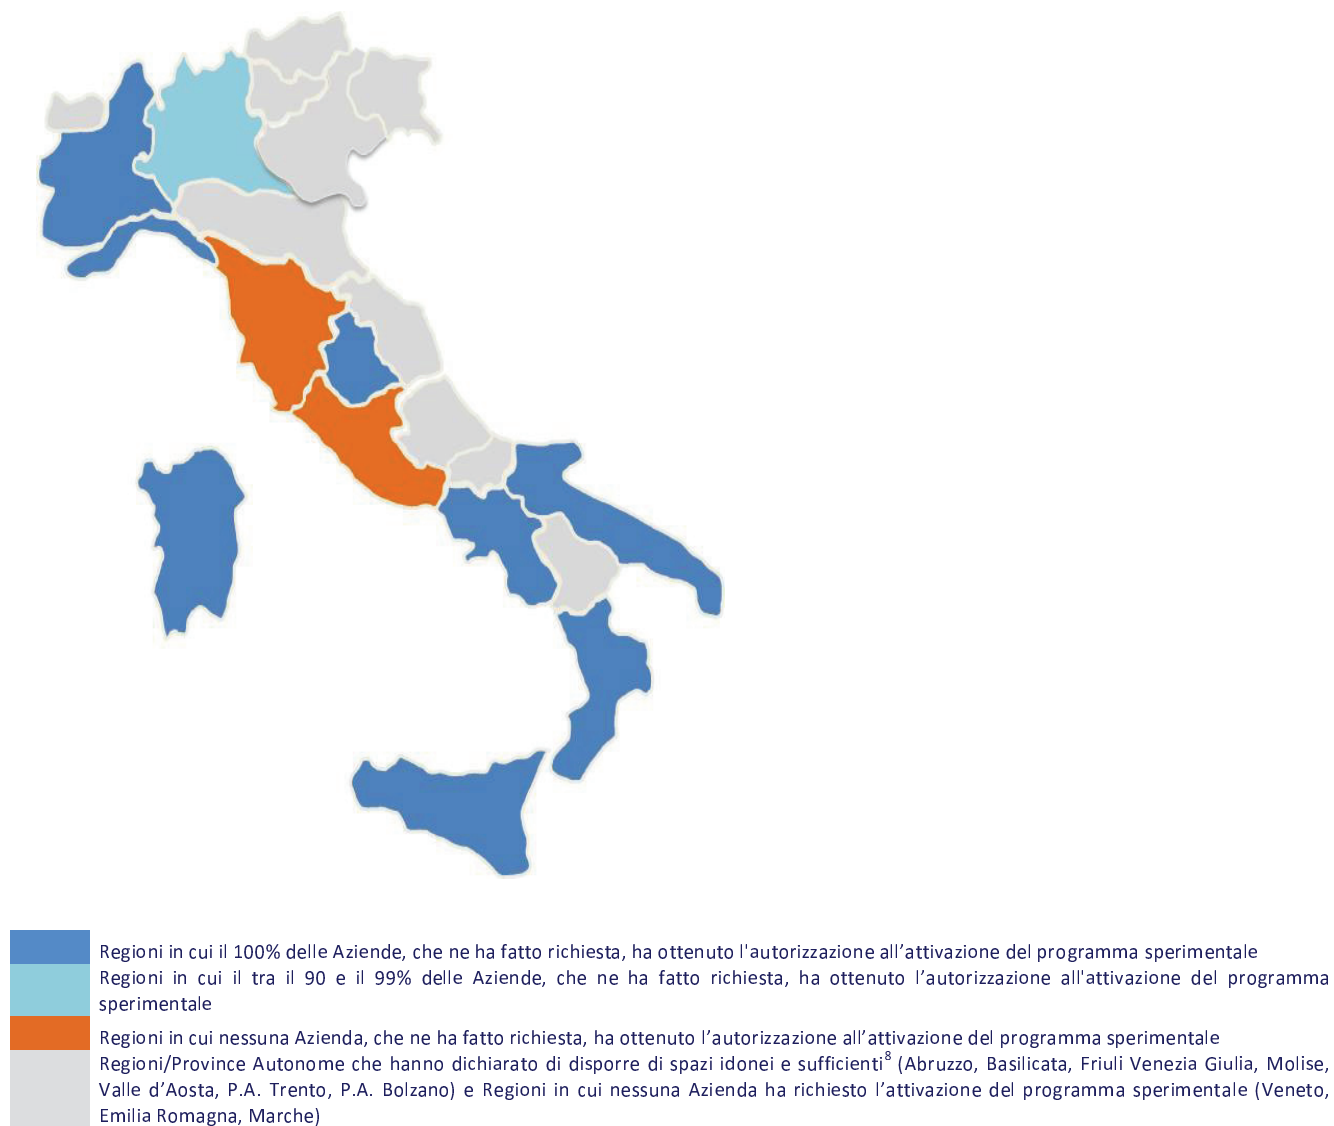 Regioni in cui il 100% delle Aziende, che ne ha fatto richiesta, ha ottenuto l'autorizzazione all’attivazione del programma sperimentale
Regioni in cui il tra il 90 e il 99% delle Aziende, che ne ha fatto richiesta, ha ottenuto l’autorizzazione all'attivazione del programma
sperimentale
Regioni in cui nessuna Azienda, che ne ha fatto richiesta, ha ottenuto l’autorizzazione all’attivazione del programma sperimentale
Regioni/Province Autonome che hanno dichiarato di disporre di spazi idonei e sufficienti⁸ (Abruzzo, Basilicata, Friuli Venezia Giulia, Molise,
Valle d’Aosta, P.A. Trento, P.A. Bolzano) e Regioni in cui nessuna Azienda ha richiesto l’attivazione del programma sperimentale (Veneto,
Emilia Romagna, Marche)